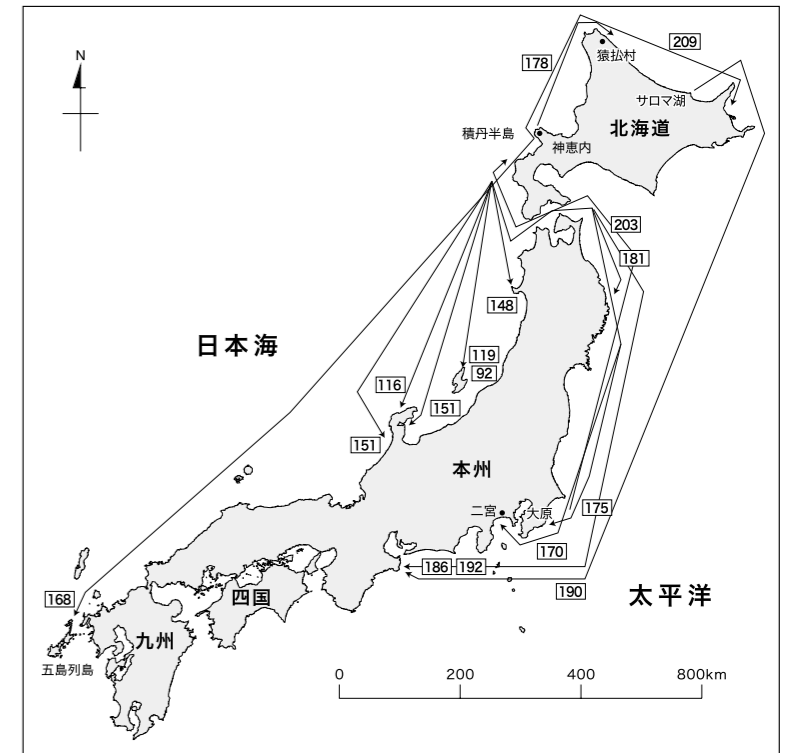 N
209
猿払村
178
サロマ湖
北海道
積丹半島
神恵内
203
181
148
日本海
119
92
116
151
151
本州
二宮
大原
175
170
186
192
190
太平洋
168
四国
九州
五島列島
0
200
400
800km